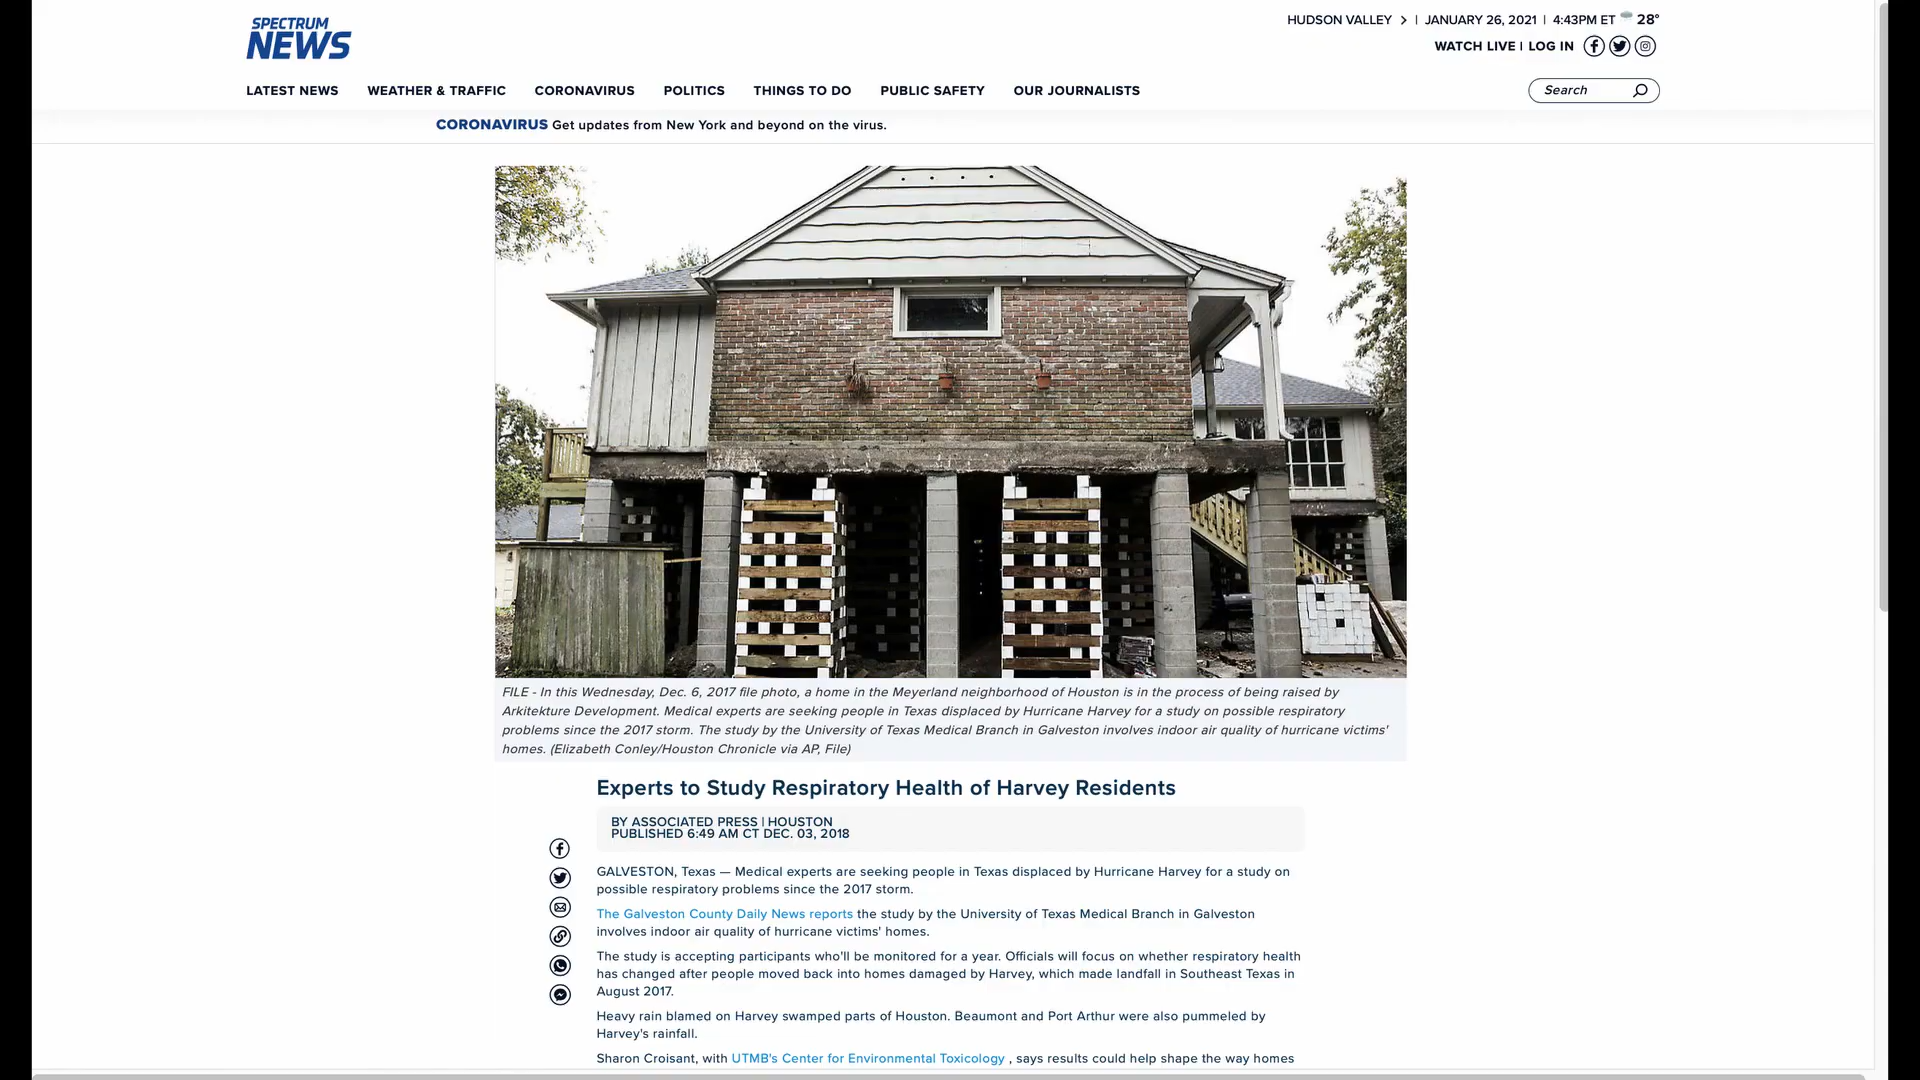 SPECTRUM
NEWS
HUDSON VALLEY > | JANUARY 26, 2021 | 4:43PM ET 28°
WATCH LIVE | LOG IN
LATEST NEWS WEATHER & TRAFFIC CORONAVIRUS POLITICS THINGS TO DO PUBLIC SAFETY OUR JOURNALISTS
Search
CORONAVIRUS Get updates from New York and beyond on the virus.
FILE - In this Wednesday, Dec. 6, 2017 file photo, a home in the Meyerland neighborhood of Houston is in the process of being raised by
Arkitekture Development. Medical experts are seeking people in Texas displaced by Hurricane Harvey for a study on possible respiratory
problems since the 2017 storm. The study by the University of Texas Medical Branch in Galveston involves indoor air quality of hurricane victims'
homes. (Elizabeth Conley/Houston Chronicle via AP, File)
Experts to Study Respiratory Health of Harvey Residents
BY ASSOCIATED PRESS | HOUSTON
PUBLISHED 6:49 AM CT DEC. 03, 2018
GALVESTON, Texas — Medical experts are seeking people in Texas displaced by Hurricane Harvey for a study on
possible respiratory problems since the 2017 storm.
The Galveston County Daily News reports the study by the University of Texas Medical Branch in Galveston
involves indoor air quality of hurricane victims' homes.
The study is accepting participants who'll be monitored for a year. Officials will focus on whether respiratory health
has changed after people moved back into homes damaged by Harvey, which made landfall in Southeast Texas in
August 2017.
Heavy rain blamed on Harvey swamped parts of Houston. Beaumont and Port Arthur were also pummeled by
Harvey's rainfall.
Sharon Croisant, with UTMB's Center for Environmental Toxicology , says results could help shape the way homes